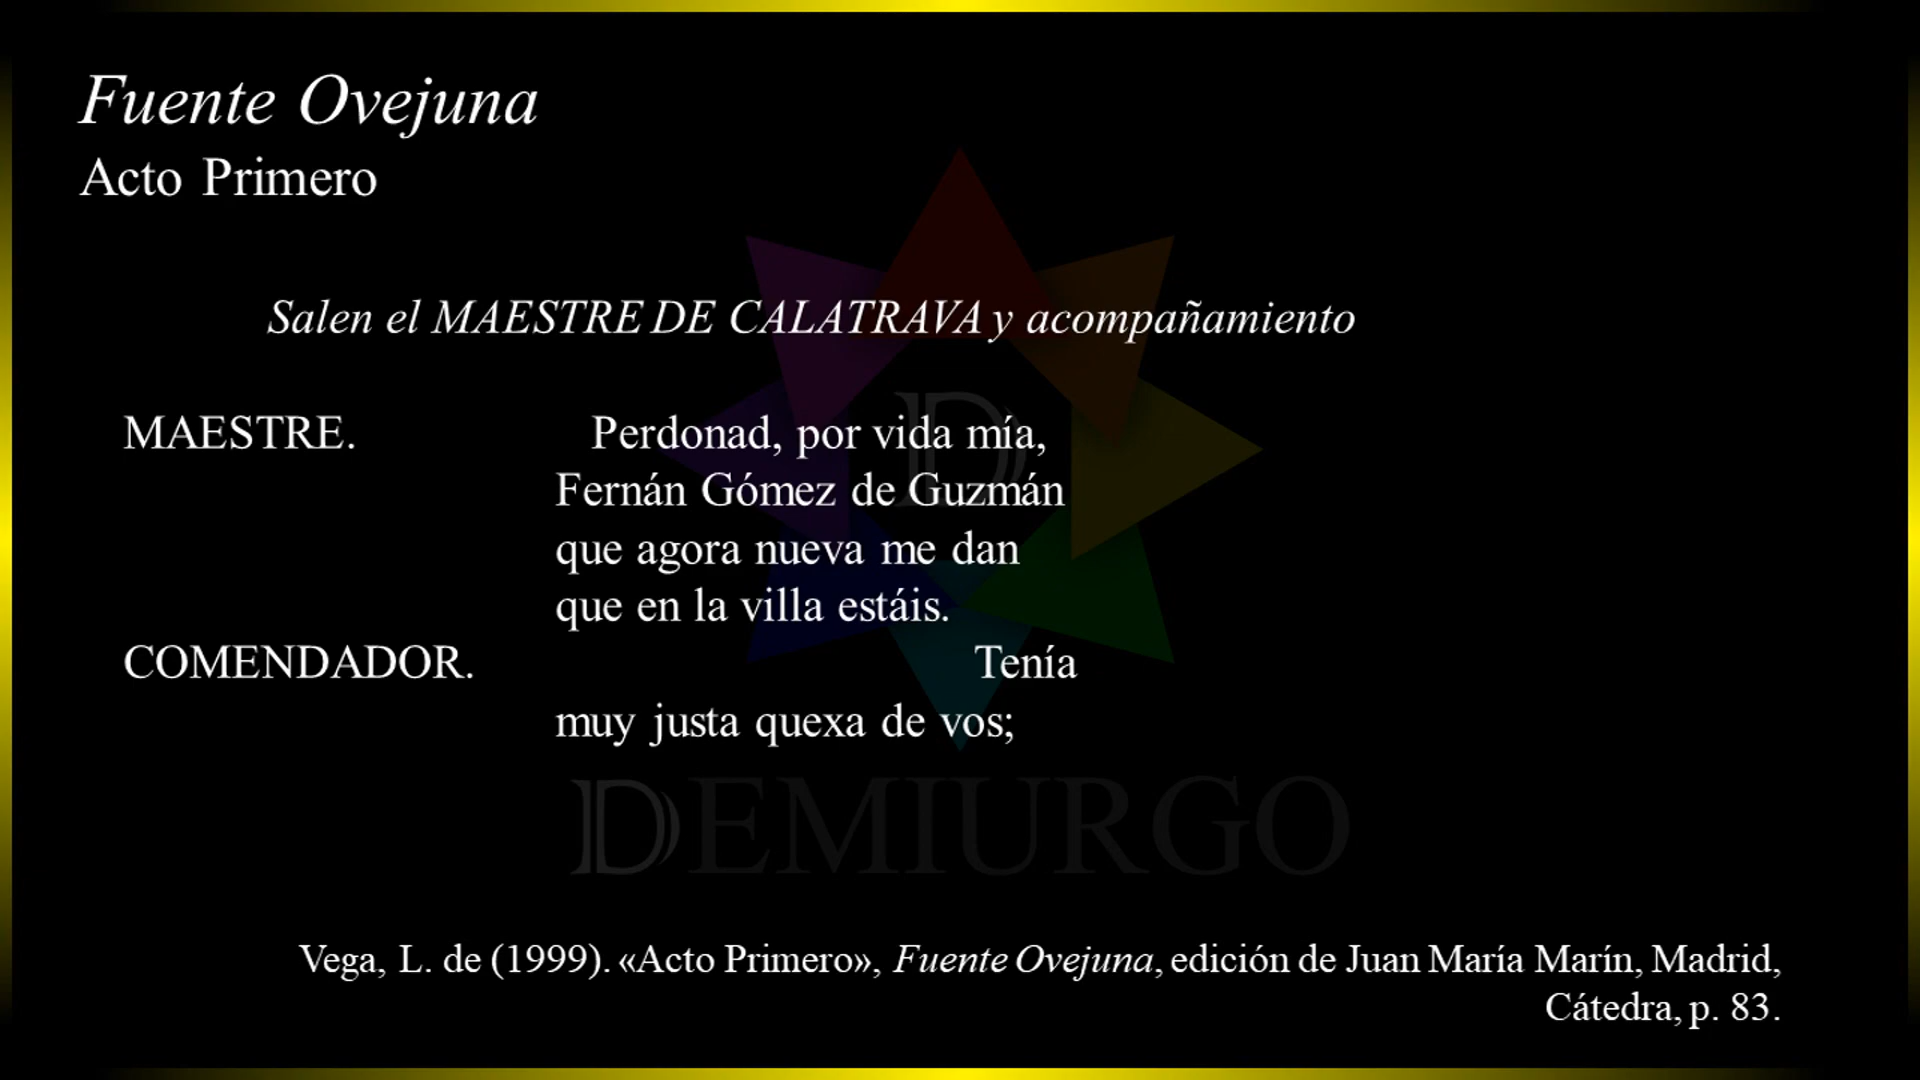 Fuente Ovejuna
Acto Primero
Salen el MAESTRE DE CALATRAVA y acompañamiento
MAESTRE. Perdonad, por vida mía,
Fernán Gómez de Guzmán
que agora nueva me dan
que en la villa estáis.
COMENDADOR. Tenía
muy justa quexa de vos;
D
DEMIURGO
Vega, L. de (1999). «Acto Primero», Fuente Ovejuna, edición de Juan María Marín, Madrid,
Cátedra, p. 83.